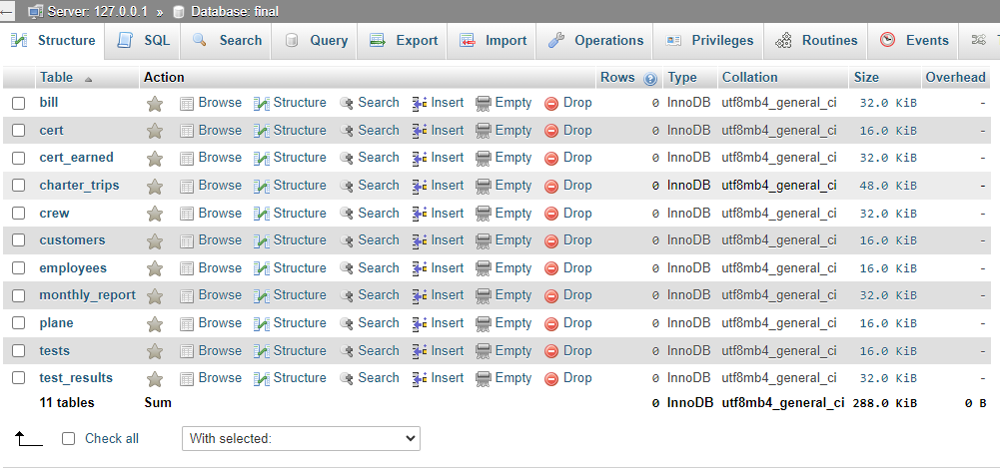 Server: 127.0.0.1 » Database: final
Structure SQL Search Query Export Import Operations Privileges Routines Events
Table Action Rows Type Collation Size Overhead
bill Browse Structure Search Insert Empty Drop 0 InnoDB utf8mb4_general_ci 32.0 KiB -
cert Browse Structure Search Insert Empty Drop 0 InnoDB utf8mb4_general_ci 16.0 KiB -
cert_earned Browse Structure Search Insert Empty Drop 0 InnoDB utf8mb4_general_ci 32.0 KiB -
charter_trips Browse Structure Search Insert Empty Drop 0 InnoDB utf8mb4_general_ci 48.0 KiB -
crew Browse Structure Search Insert Empty Drop 0 InnoDB utf8mb4_general_ci 32.0 KiB -
customers Browse Structure Search Insert Empty Drop 0 InnoDB utf8mb4_general_ci 16.0 KiB -
employees Browse Structure Search Insert Empty Drop 0 InnoDB utf8mb4_general_ci 16.0 KiB -
monthly_report Browse Structure Search Insert Empty Drop 0 InnoDB utf8mb4_general_ci 32.0 KiB -
plane Browse Structure Search Insert Empty Drop 0 InnoDB utf8mb4_general_ci 16.0 KiB -
tests Browse Structure Search Insert Empty Drop 0 InnoDB utf8mb4_general_ci 16.0 KiB -
test_results Browse Structure Search Insert Empty Drop 0 InnoDB utf8mb4_general_ci 32.0 KiB -
11 tables Sum 0 InnoDB utf8mb4_general_ci 288.0 KiB 0 B
Check all With selected: